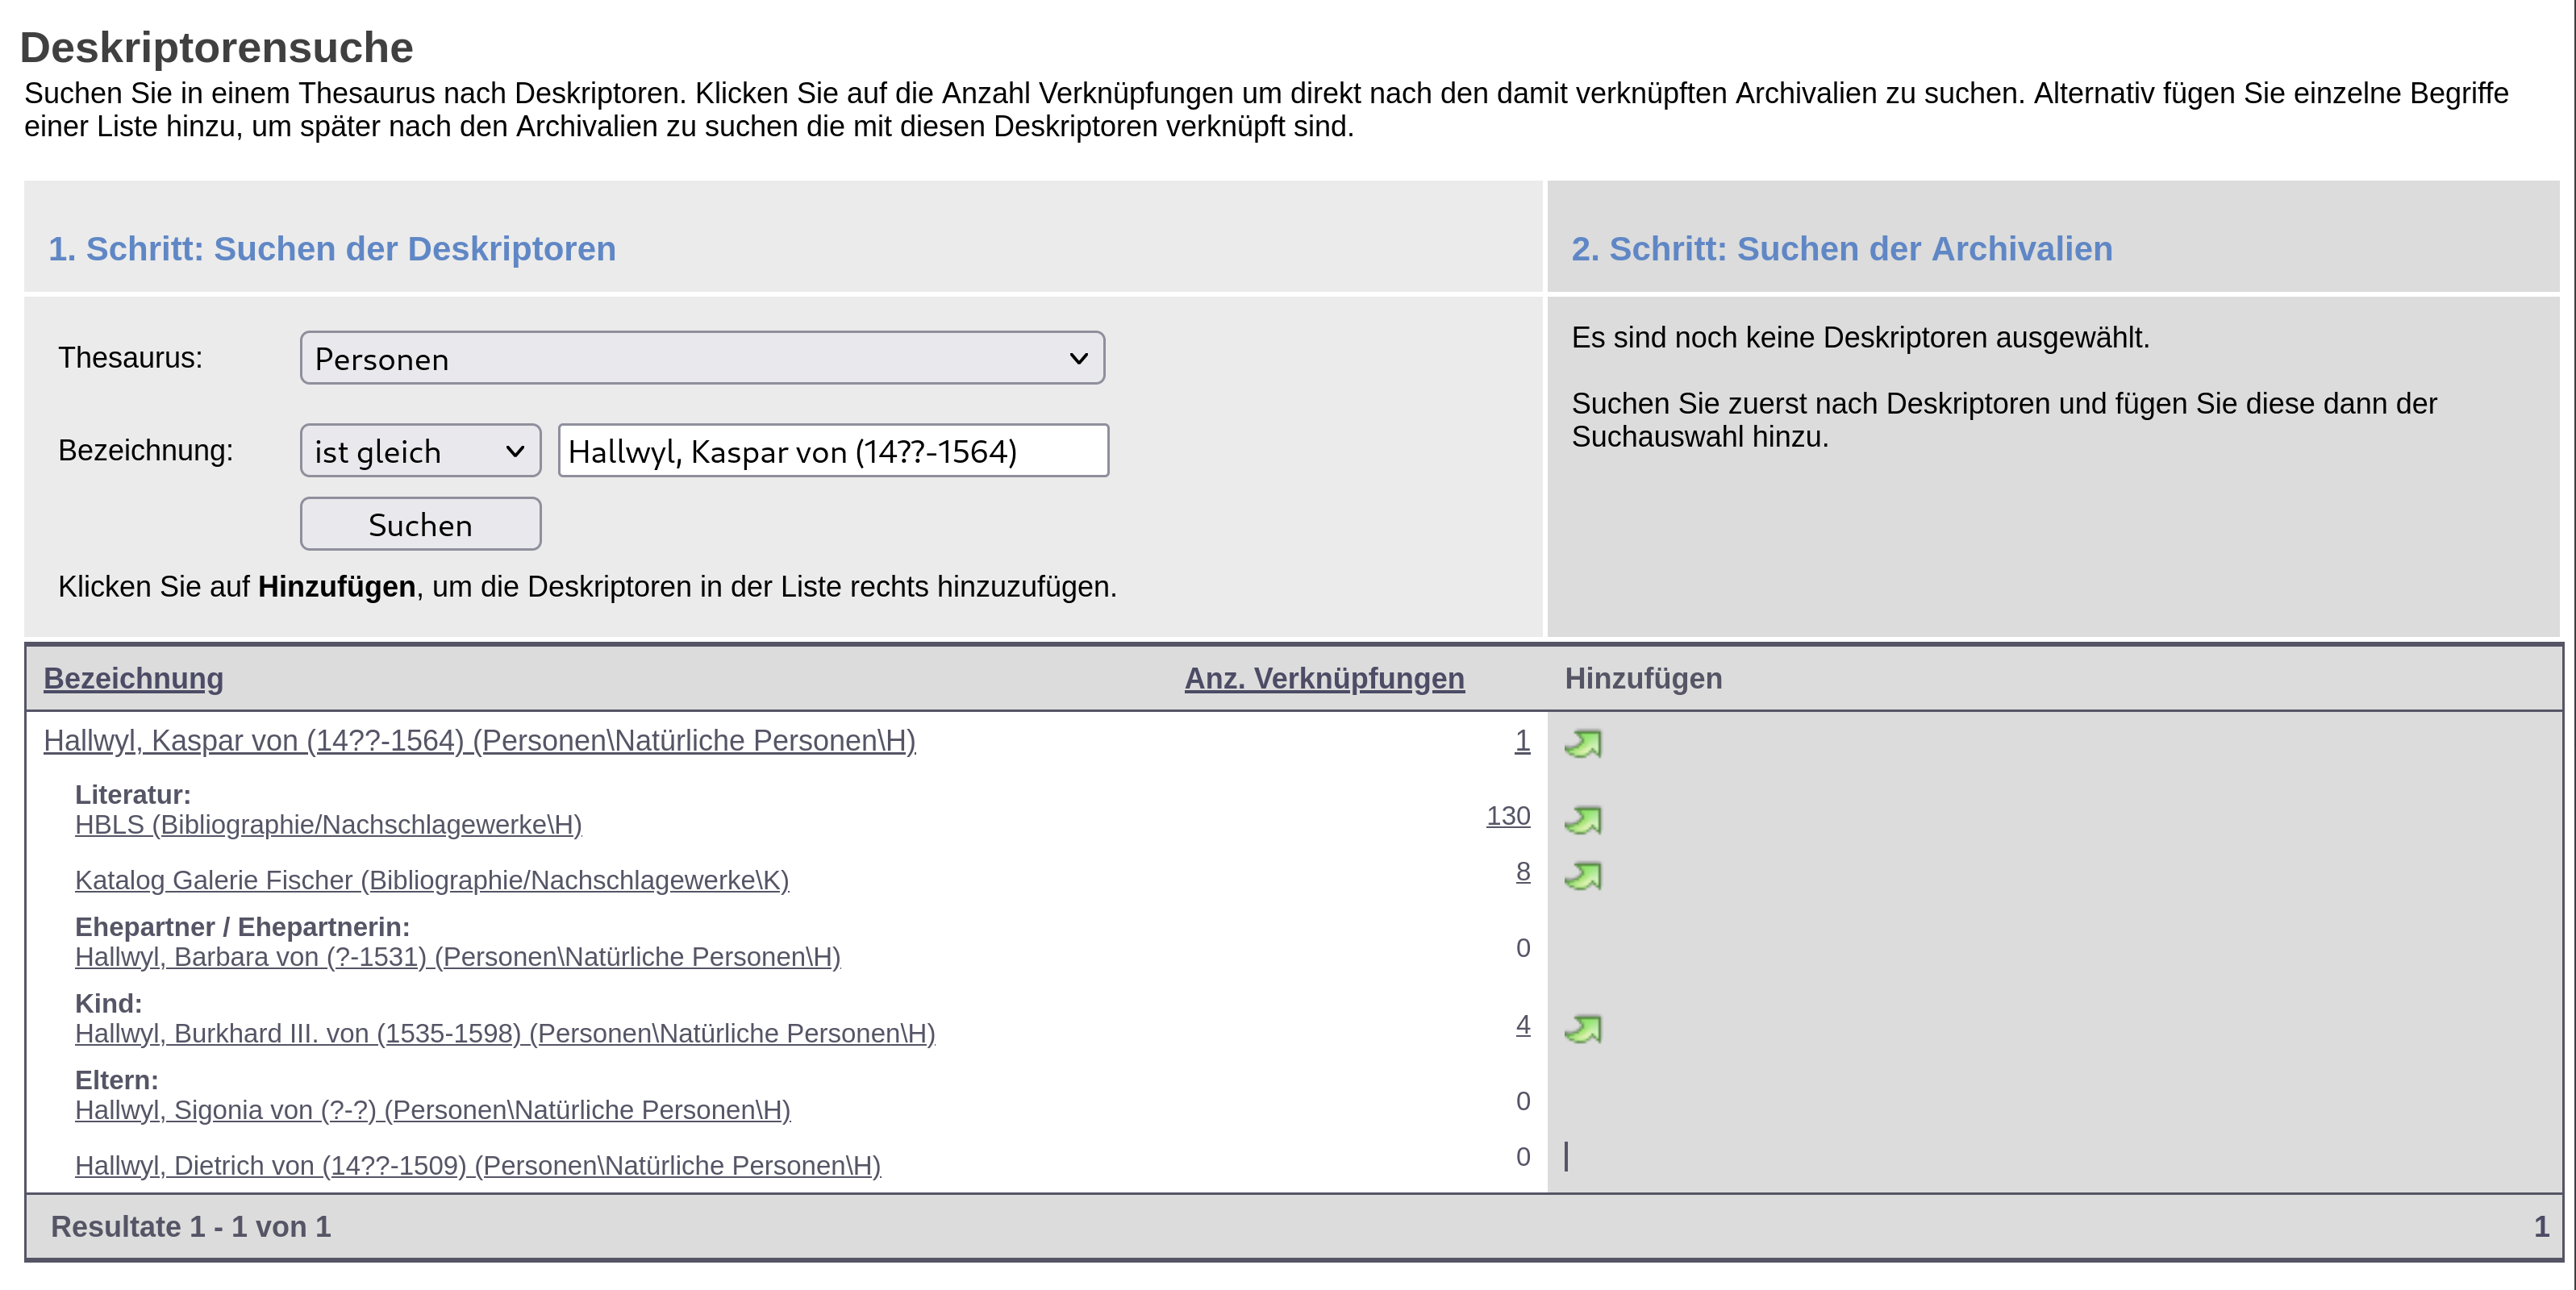 Deskriptorensuche
Suchen Sie in einem Thesaurus nach Deskriptoren. Klicken Sie auf die Anzahl Verknüpfungen um direkt nach den damit verknüpften Archivalien zu suchen. Alternativ fügen Sie einzelne Begriffe
einer Liste hinzu, um später nach den Archivalien zu suchen die mit diesen Deskriptoren verknüpft sind.
1. Schritt: Suchen der Deskriptoren
2. Schritt: Suchen der Archivalien
Thesaurus: Personen
Bezeichnung: ist gleich Hallwyl, Kaspar von (14??-1564)
Suchen
Klicken Sie auf Hinzufügen, um die Deskriptoren in der Liste rechts hinzuzufügen.
Es sind noch keine Deskriptoren ausgewählt.
Suchen Sie zuerst nach Deskriptoren und fügen Sie diese dann der
Suchauswahl hinzu.
Bezeichnung Anz. Verknüpfungen Hinzufügen
Hallwyl, Kaspar von (14??-1564) (Personen\Natürliche Personen\H) 1
Literatur:
HBLS (Bibliographie/Nachschlagewerke\H) 130
Katalog Galerie Fischer (Bibliographie/Nachschlagewerke\K) 8
Ehepartner / Ehepartnerin:
Hallwyl, Barbara von (?-1531) (Personen\Natürliche Personen\H) 0
Kind:
Hallwyl, Burkhard III. von (1535-1598) (Personen\Natürliche Personen\H) 4
Eltern:
Hallwyl, Sigonia von (?-?) (Personen\Natürliche Personen\H) 0
Hallwyl, Dietrich von (14??-1509) (Personen\Natürliche Personen\H) 0
Resultate 1 - 1 von 1 1